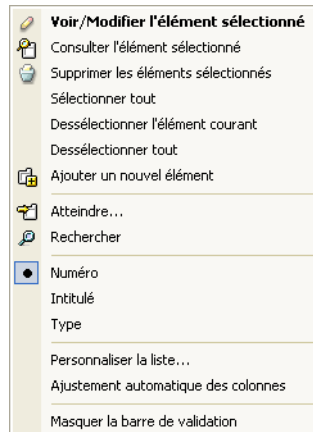 Voir/Modifier l'élément sélectionné
Consulter l'élément sélectionné
Supprimer les éléments sélectionnés
Sélectionner tout
Dessélectionner l'élément courant
Dessélectionner tout
Ajouter un nouvel élément
Atteindre...
Rechercher
Numéro
Intitulé
Type
Personnaliser la liste...
Ajustement automatique des colonnes
Masquer la barre de validation